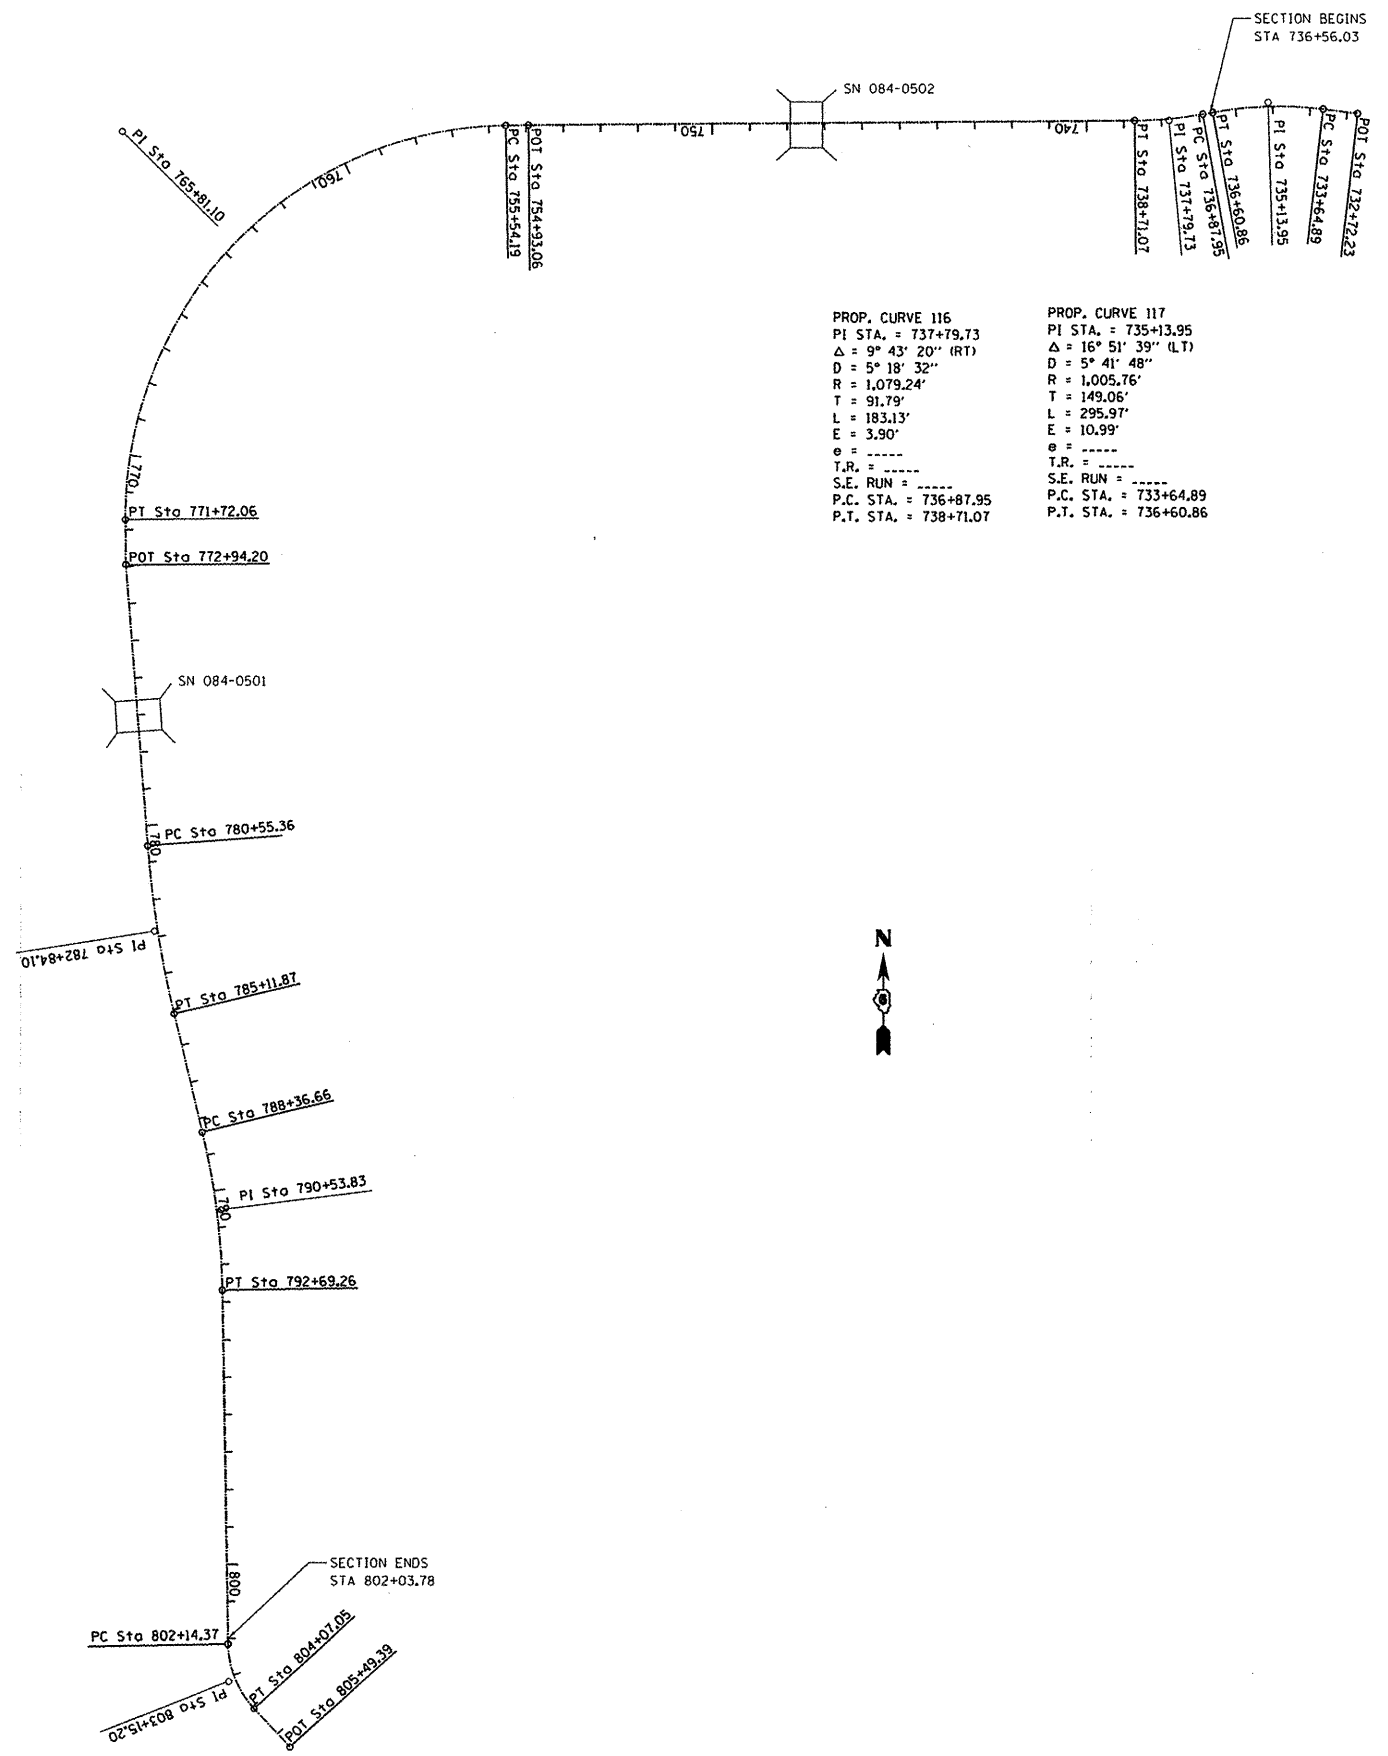 SECTION BEGINS
STA 736+56.03
SN 084-0502
PI Sta 765+81.10
760
750
740
PC Sta 755+54.19
POT Sta 754+93.06
PT Sta 738+71.07
PI Sta 737+79.73
PC Sta 736+87.95
PT Sta 736+60.86
PI Sta 735+13.95
PC Sta 733+64.89
POT Sta 732+72.23
PROP. CURVE 116
PI STA. = 737+79.73
Δ = 9° 43' 20" (RT)
D = 5° 18' 32"
R = 1,079.24'
T = 91.79'
L = 183.13'
E = 3.90'
e = -----
T.R. = -----
S.E. RUN = -----
P.C. STA. = 736+87.95
P.T. STA. = 738+71.07
PROP. CURVE 117
PI STA. = 735+13.95
Δ = 16° 51' 39" (LT)
D = 5° 41' 48"
R = 1,005.76'
T = 149.06'
L = 295.97'
E = 10.99'
e = -----
T.R. = -----
S.E. RUN = -----
P.C. STA. = 733+64.89
P.T. STA. = 736+60.86
770
PT Sta 771+72.06
POT Sta 772+94.20
SN 084-0501
780
PC Sta 780+55.36
PI Sta 782+84.10
N
PT Sta 785+11.87
PC Sta 788+36.66
PI Sta 790+53.83
790
PT Sta 792+69.26
SECTION ENDS
STA 802+03.78
800
PC Sta 802+14.37
PT Sta 804+07.05
POT Sta 805+49.39
PI Sta 803+15.20